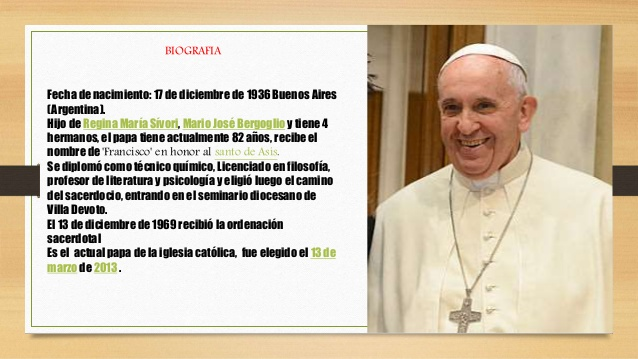 BIOGRAFIA
Fecha de nacimiento: 17 de diciembre de 1936 Buenos Aires
(Argentina).
Hijo de Regina María Sívori, Mario José Bergoglio y tiene 4
hermanos, el papa tiene actualmente 82 años, recibe el
nombre de 'Francisco' en honor al santo de Asís.
Se diplomó como técnico químico, Licenciado en filosofía,
profesor de literatura y psicología y eligió luego el camino
del sacerdocio, entrando en el seminario diocesano de
Villa Devoto.
El 13 de diciembre de 1969 recibió la ordenación
sacerdotal
Es el actual papa de la iglesia católica, fue elegido el 13 de
marzo de 2013 .